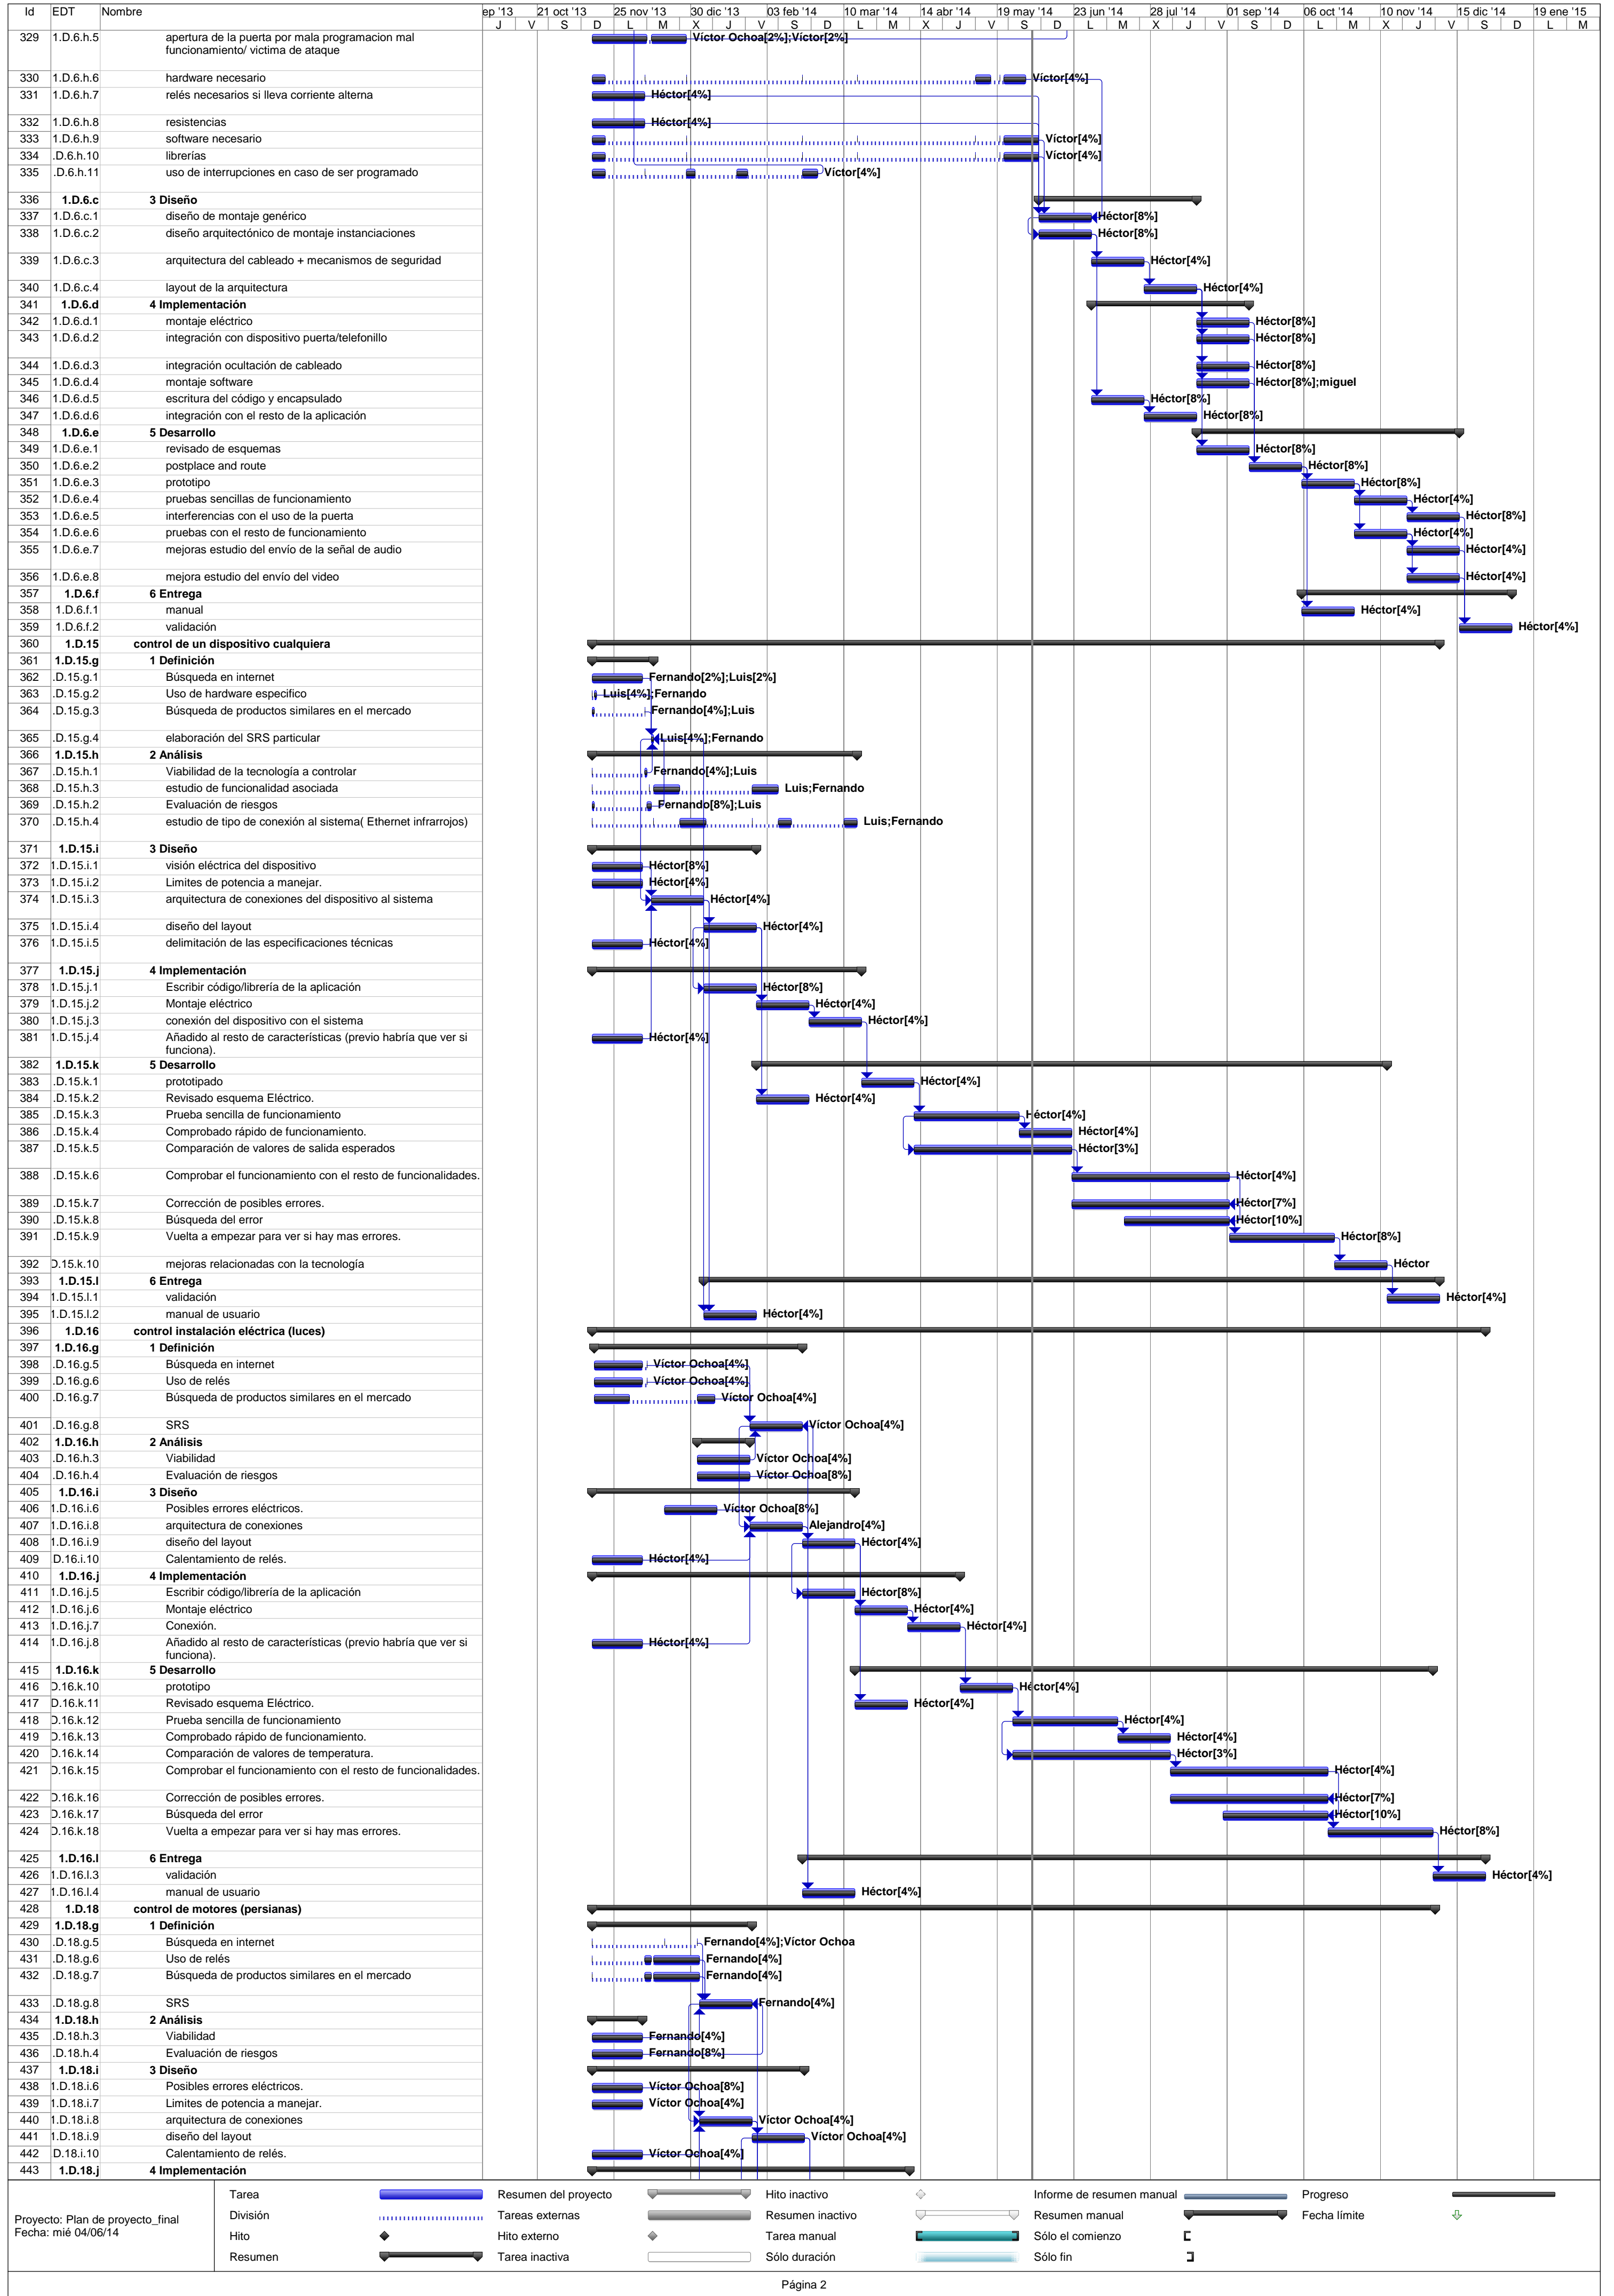 Id EDT Nombre ep '13 21 oct '13 25 nov '13 30 dic '13 03 feb '14 10 mar '14 14 abr '14 19 may '14 23 jun '14 28 jul '14 01 sep '14 06 oct '14 10 nov '14 15 dic '14 19 ene '15
J V S D L M X J V S D L M X J V S D L M X J V S D L M X J V S D L M
329 1.D.6.h.5 apertura de la puerta por mala programacion mal Víctor Ochoa[2%];Víctor[2%]
funcionamiento/ victima de ataque
330 1.D.6.h.6 hardware necesario Víctor[4%]
331 1.D.6.h.7 relés necesarios si lleva corriente alterna Héctor[4%]
332 1.D.6.h.8 resistencias Héctor[4%]
333 1.D.6.h.9 software necesario Víctor[4%]
334 .D.6.h.10 librerías Víctor[4%]
335 .D.6.h.11 uso de interrupciones en caso de ser programado Víctor[4%]
336 1.D.6.c 3 Diseño
337 1.D.6.c.1 diseño de montaje genérico Héctor[8%]
338 1.D.6.c.2 diseño arquitectónico de montaje instanciaciones Héctor[8%]
339 1.D.6.c.3 arquitectura del cableado + mecanismos de seguridad Héctor[4%]
340 1.D.6.c.4 layout de la arquitectura Héctor[4%]
341 1.D.6.d 4 Implementación
342 1.D.6.d.1 montaje eléctrico Héctor[8%]
343 1.D.6.d.2 integración con dispositivo puerta/telefonillo Héctor[8%]
344 1.D.6.d.3 integración ocultación de cableado Héctor[8%]
345 1.D.6.d.4 montaje software Héctor[8%];miguel
346 1.D.6.d.5 escritura del código y encapsulado Héctor[8%]
347 1.D.6.d.6 integración con el resto de la aplicación Héctor[8%]
348 1.D.6.e 5 Desarrollo
349 1.D.6.e.1 revisado de esquemas Héctor[8%]
350 1.D.6.e.2 postplace and route Héctor[8%]
351 1.D.6.e.3 prototipo Héctor[8%]
352 1.D.6.e.4 pruebas sencillas de funcionamiento Héctor[4%]
353 1.D.6.e.5 interferencias con el uso de la puerta Héctor[8%]
354 1.D.6.e.6 pruebas con el resto de funcionamiento Héctor[4%]
355 1.D.6.e.7 mejoras estudio del envío de la señal de audio Héctor[4%]
356 1.D.6.e.8 mejora estudio del envío del video Héctor[4%]
357 1.D.6.f 6 Entrega
358 1.D.6.f.1 manual Héctor[4%]
359 1.D.6.f.2 validación Héctor[4%]
360 1.D.15 control de un dispositivo cualquiera
361 1.D.15.g 1 Definición
362 .D.15.g.1 Búsqueda en internet Fernando[2%];Luis[2%]
363 .D.15.g.2 Uso de hardware especifico Luis[4%];Fernando
364 .D.15.g.3 Búsqueda de productos similares en el mercado Fernando[4%];Luis
365 .D.15.g.4 elaboración del SRS particular Luis[4%];Fernando
366 1.D.15.h 2 Análisis
367 .D.15.h.1 Viabilidad de la tecnología a controlar Fernando[4%];Luis
368 .D.15.h.3 estudio de funcionalidad asociada Luis;Fernando
369 .D.15.h.2 Evaluación de riesgos Fernando[8%];Luis
370 .D.15.h.4 estudio de tipo de conexión al sistema( Ethernet infrarrojos) Luis;Fernando
371 1.D.15.i 3 Diseño
372 1.D.15.i.1 visión eléctrica del dispositivo Héctor[8%]
373 1.D.15.i.2 Limites de potencia a manejar. Héctor[4%]
374 1.D.15.i.3 arquitectura de conexiones del dispositivo al sistema Héctor[4%]
375 1.D.15.i.4 diseño del layout Héctor[4%]
376 1.D.15.i.5 delimitación de las especificaciones técnicas Héctor[4%]
377 1.D.15.j 4 Implementación
378 1.D.15.j.1 Escribir código/librería de la aplicación Héctor[8%]
379 1.D.15.j.2 Montaje eléctrico Héctor[4%]
380 1.D.15.j.3 conexión del dispositivo con el sistema Héctor[4%]
381 1.D.15.j.4 Añadido al resto de características (previo habría que ver si Héctor[4%]
funciona).
382 1.D.15.k 5 Desarrollo
383 .D.15.k.1 prototipado Héctor[4%]
384 .D.15.k.2 Revisado esquema Eléctrico. Héctor[4%]
385 .D.15.k.3 Prueba sencilla de funcionamiento Héctor[4%]
386 .D.15.k.4 Comprobado rápido de funcionamiento. Héctor[4%]
387 .D.15.k.5 Comparación de valores de salida esperados Héctor[3%]
388 .D.15.k.6 Comprobar el funcionamiento con el resto de funcionalidades. Héctor[4%]
389 .D.15.k.7 Corrección de posibles errores. Héctor[7%]
390 .D.15.k.8 Búsqueda del error Héctor[10%]
391 .D.15.k.9 Vuelta a empezar para ver si hay mas errores. Héctor[8%]
392 D.15.k.10 mejoras relacionadas con la tecnología Héctor
393 1.D.15.l 6 Entrega
394 1.D.15.l.1 validación Héctor[4%]
395 1.D.15.l.2 manual de usuario Héctor[4%]
396 1.D.16 control instalación eléctrica (luces)
397 1.D.16.g 1 Definición
398 .D.16.g.5 Búsqueda en internet Víctor Ochoa[4%]
399 .D.16.g.6 Uso de relés Víctor Ochoa[4%]
400 .D.16.g.7 Búsqueda de productos similares en el mercado Víctor Ochoa[4%]
401 .D.16.g.8 SRS Víctor Ochoa[4%]
402 1.D.16.h 2 Análisis
403 .D.16.h.3 Viabilidad Víctor Ochoa[4%]
404 .D.16.h.4 Evaluación de riesgos Víctor Ochoa[8%]
405 1.D.16.i 3 Diseño
406 1.D.16.i.6 Posibles errores eléctricos. Víctor Ochoa[8%]
407 1.D.16.i.8 arquitectura de conexiones Alejandro[4%]
408 1.D.16.i.9 diseño del layout Héctor[4%]
409 D.16.i.10 Calentamiento de relés. Héctor[4%]
410 1.D.16.j 4 Implementación
411 1.D.16.j.5 Escribir código/librería de la aplicación Héctor[8%]
412 1.D.16.j.6 Montaje eléctrico Héctor[4%]
413 1.D.16.j.7 Conexión. Héctor[4%]
414 1.D.16.j.8 Añadido al resto de características (previo habría que ver si Héctor[4%]
funciona).
415 1.D.16.k 5 Desarrollo
416 D.16.k.10 prototipo Héctor[4%]
417 D.16.k.11 Revisado esquema Eléctrico. Héctor[4%]
418 D.16.k.12 Prueba sencilla de funcionamiento Héctor[4%]
419 D.16.k.13 Comprobado rápido de funcionamiento. Héctor[4%]
420 D.16.k.14 Comparación de valores de temperatura. Héctor[3%]
421 D.16.k.15 Comprobar el funcionamiento con el resto de funcionalidades. Héctor[4%]
422 D.16.k.16 Corrección de posibles errores. Héctor[7%]
423 D.16.k.17 Búsqueda del error Héctor[10%]
424 D.16.k.18 Vuelta a empezar para ver si hay mas errores. Héctor[8%]
425 1.D.16.l 6 Entrega
426 1.D.16.l.3 validación Héctor[4%]
427 1.D.16.l.4 manual de usuario Héctor[4%]
428 1.D.18 control de motores (persianas)
429 1.D.18.g 1 Definición
430 .D.18.g.5 Búsqueda en internet Fernando[4%];Víctor Ochoa
431 .D.18.g.6 Uso de relés Fernando[4%]
432 .D.18.g.7 Búsqueda de productos similares en el mercado Fernando[4%]
433 .D.18.g.8 SRS Fernando[4%]
434 1.D.18.h 2 Análisis
435 .D.18.h.3 Viabilidad Fernando[4%]
436 .D.18.h.4 Evaluación de riesgos Fernando[8%]
437 1.D.18.i 3 Diseño
438 1.D.18.i.6 Posibles errores eléctricos. Víctor Ochoa[8%]
439 1.D.18.i.7 Limites de potencia a manejar. Víctor Ochoa[4%]
440 1.D.18.i.8 arquitectura de conexiones Víctor Ochoa[4%]
441 1.D.18.i.9 diseño del layout Víctor Ochoa[4%]
442 D.18.i.10 Calentamiento de relés. Víctor Ochoa[4%]
443 1.D.18.j 4 Implementación
Proyecto: Plan de proyecto_final
Fecha: mié 04/06/14
Tarea Resumen del proyecto Hito inactivo Informe de resumen manual Progreso
División Tareas externas Resumen inactivo Resumen manual Fecha límite
Hito Hito externo Tarea manual Sólo el comienzo
Resumen Tarea inactiva Sólo duración Sólo fin
Página 2